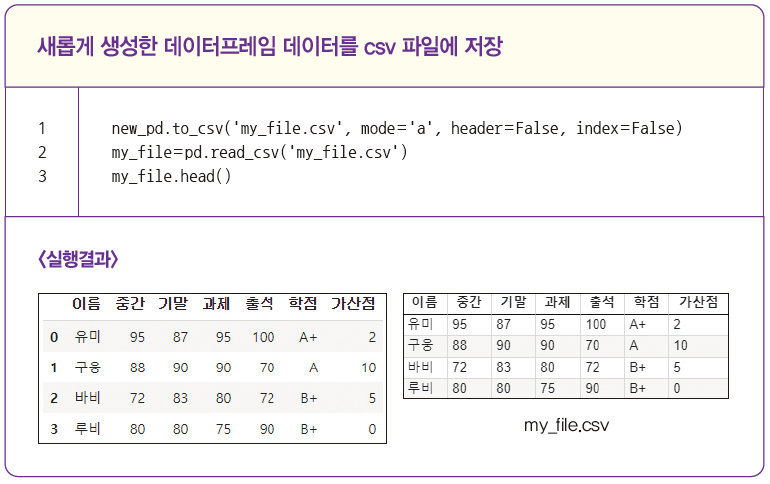 새롭게 생성한 데이터프레임 데이터를 csv 파일에 저장
1 new_pd.to_csv('my_file.csv', mode='a', header=False, index=False)
2 my_file=pd.read_csv('my_file.csv')
3 my_file.head()
<실행결과>
이름 중간 기말 과제 출석 학점 가산점
0 유미 95 87 95 100 A+ 2
1 구웅 88 90 90 70 A 10
2 바비 72 83 80 72 B+ 5
3 루비 80 80 75 90 B+ 0
이름 중간 기말 과제 출석 학점 가산점
유미 95 87 95 100 A+ 2
구웅 88 90 90 70 A 10
바비 72 83 80 72 B+ 5
루비 80 80 75 90 B+ 0
my_file.csv